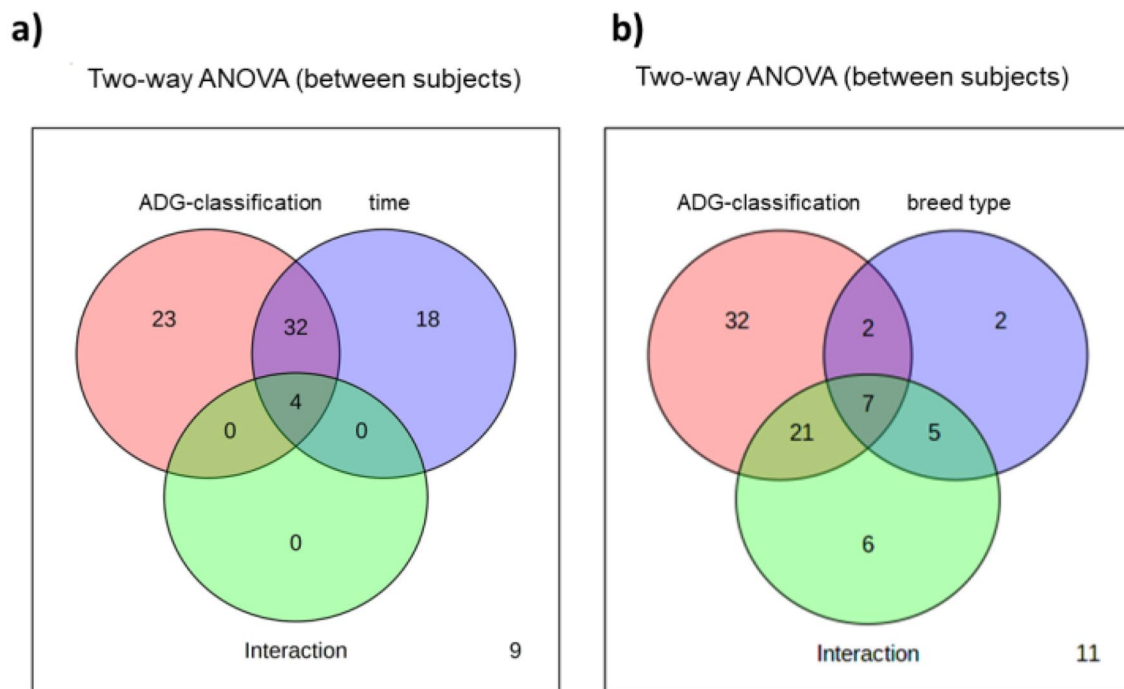 a)
Two-way ANOVA (between subjects)
ADG-classification time
23 32 18
4
0 0
0
Interaction 9
b)
Two-way ANOVA (between subjects)
ADG-classification breed type
32 2 2
7
21 5
6
Interaction 11